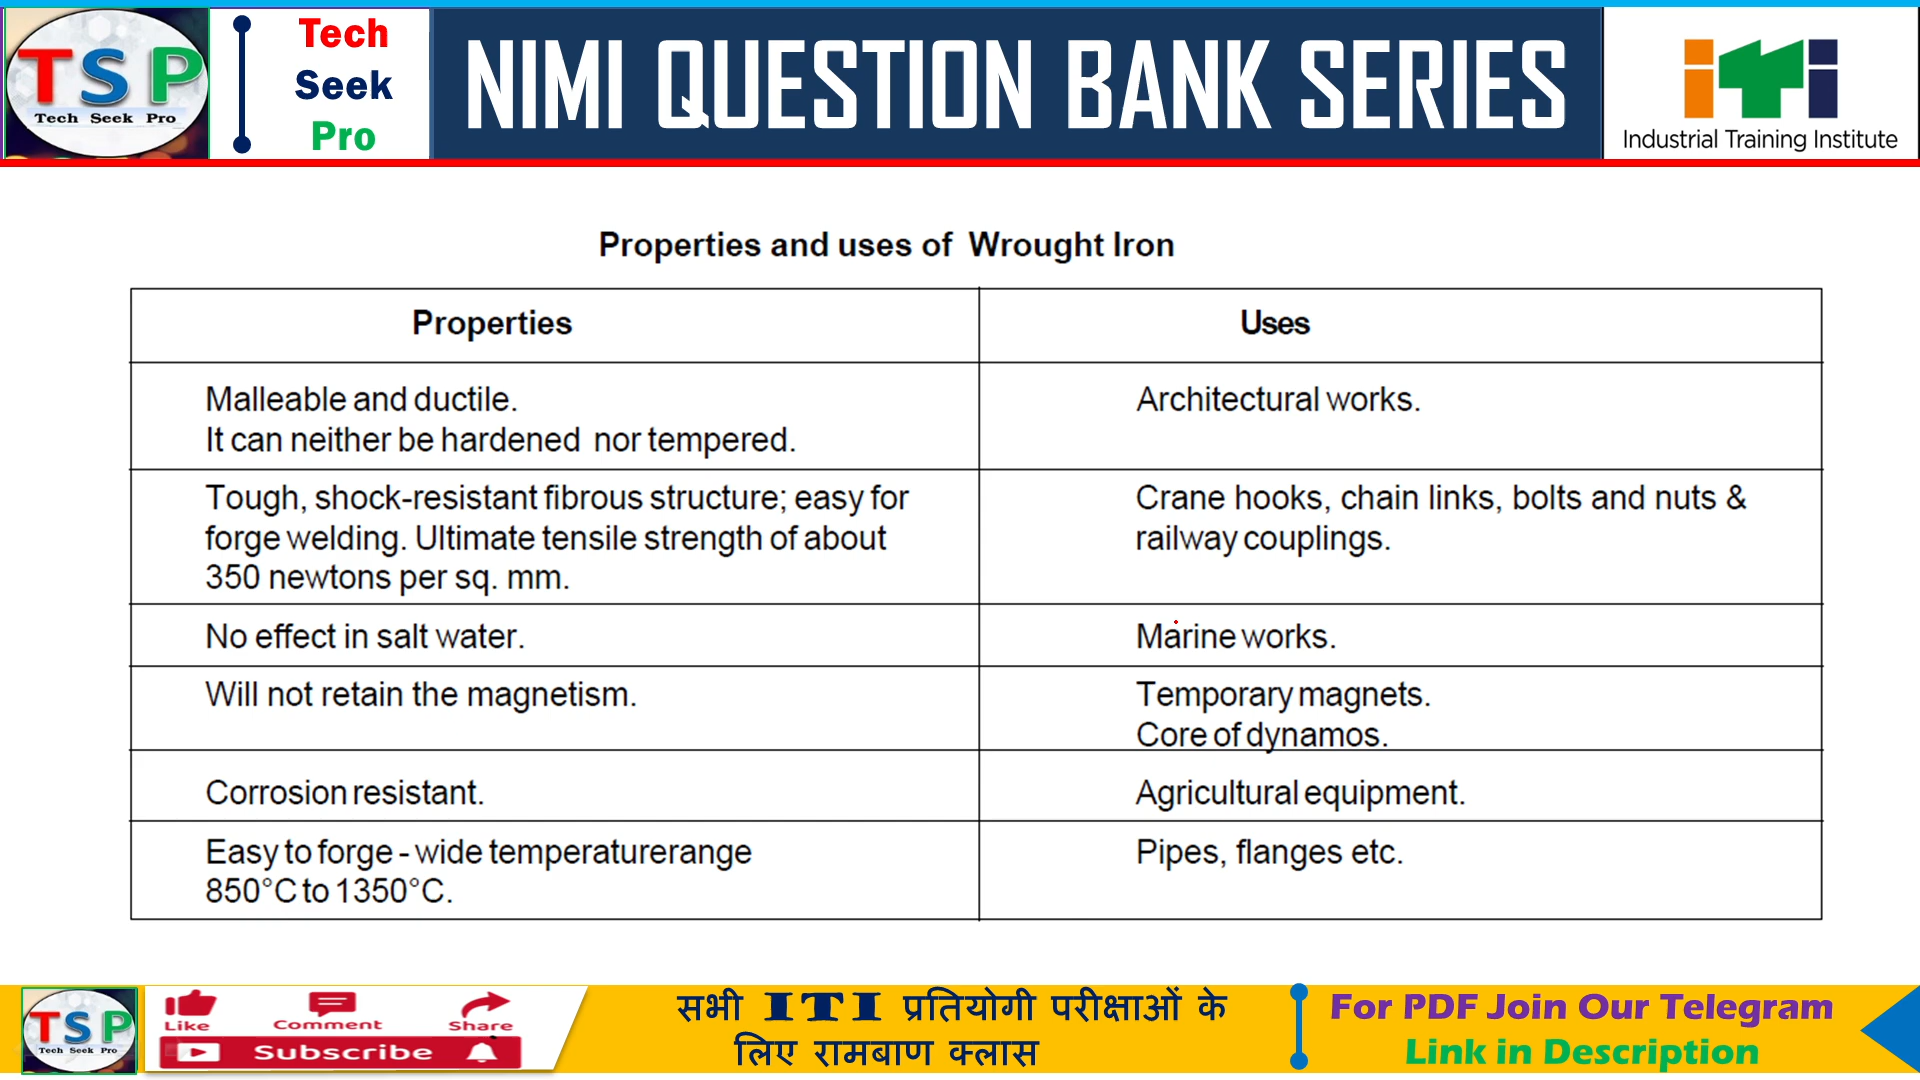 TSP
Tech Seek Pro
Tech
Seek
Pro
NIMI QUESTION BANK SERIES
iTi
Industrial Training Institute
Properties and uses of Wrought Iron
Properties
Uses
Malleable and ductile.
It can neither be hardened nor tempered.
Architectural works.
Tough, shock-resistant fibrous structure; easy for
forge welding. Ultimate tensile strength of about
350 newtons per sq. mm.
Crane hooks, chain links, bolts and nuts &
railway couplings.
No effect in salt water.
Marine works.
Will not retain the magnetism.
Temporary magnets.
Core of dynamos.
Corrosion resistant.
Agricultural equipment.
Easy to forge - wide temperaturerange
850°C to 1350°C.
Pipes, flanges etc.
TSP
Tech Seek Pro
Like
Comment
Share
Subscribe
सभी ITI प्रतियोगी परीक्षाओं के
लिए रामबाण क्लास
For PDF Join Our Telegram
Link in Description